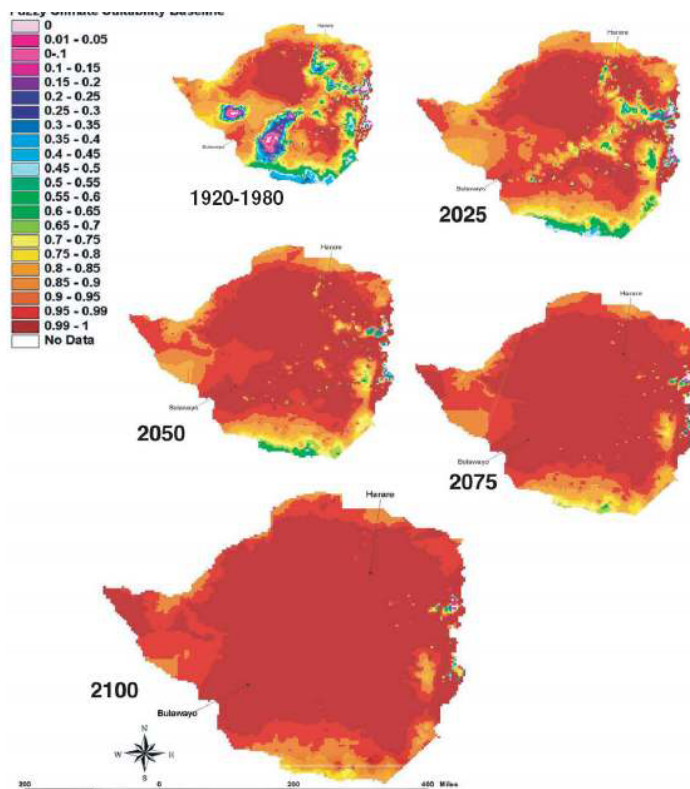 Fuzzy Climate Suitability Baseline
0
0.01 - 0.05
0-.1
0.1 - 0.15
0.15 - 0.2
0.2 - 0.25
0.25 - 0.3
0.3 - 0.35
0.35 - 0.4
0.4 - 0.45
0.45 - 0.5
0.5 - 0.55
0.55 - 0.6
0.6 - 0.65
0.65 - 0.7
0.7 - 0.75
0.75 - 0.8
0.8 - 0.85
0.85 - 0.9
0.9 - 0.95
0.95 - 0.99
0.99 - 1
No Data
Harare
Bulawayo
1920-1980
Harare
Bulawayo
2025
Harare
Bulawayo
2050
Harare
Bulawayo
2075
Harare
2100
Bulawayo
N
W
S
200
0
200
400 Miles